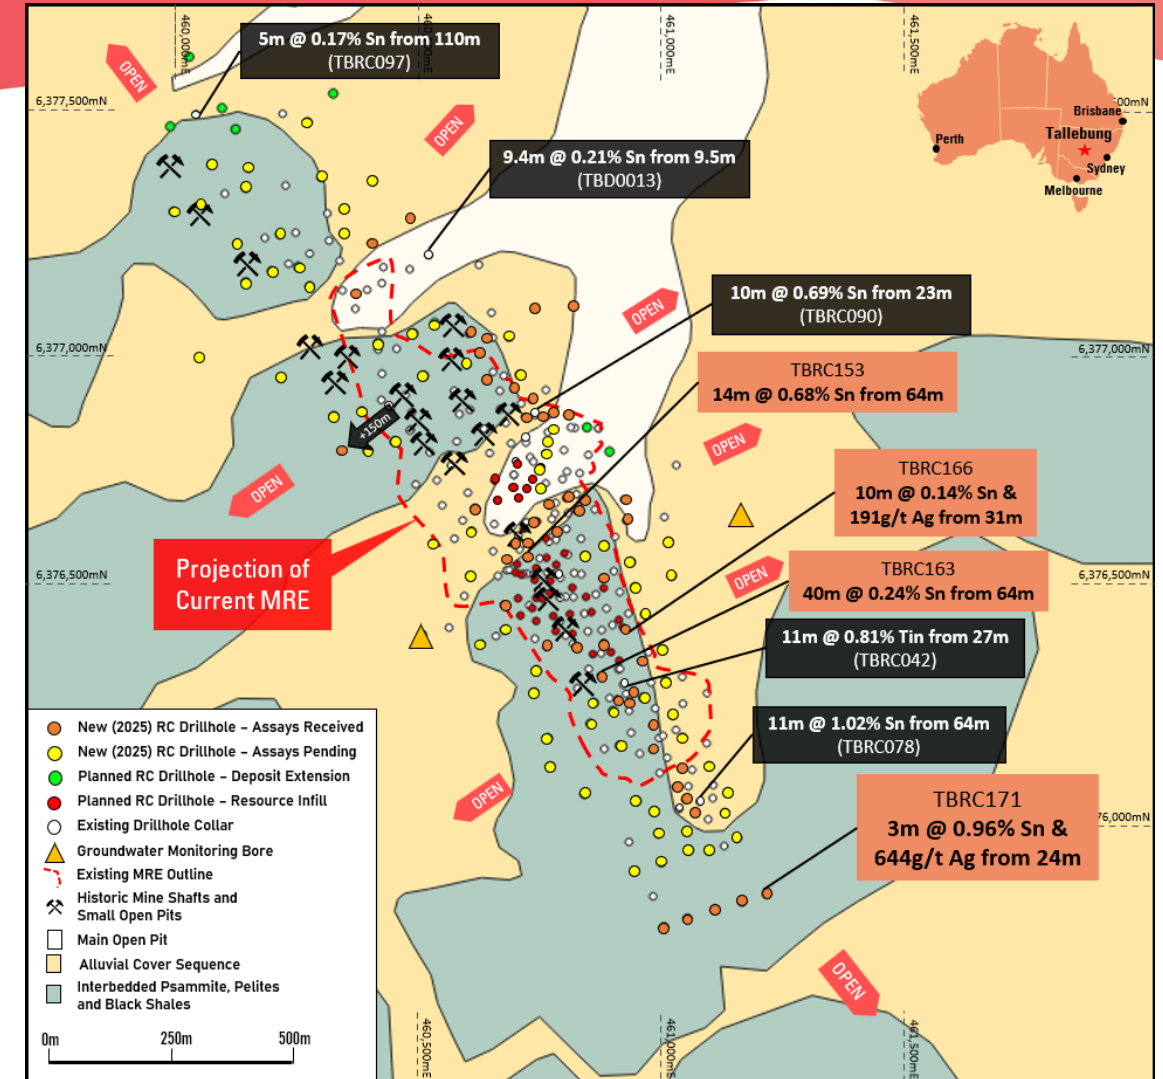 460,000mE
460,500mE
461,000mE
461,500mE
5m @ 0.17% Sn from 110m
(TBRC097)
OPEN
6,377,500mN
OPEN
9.4m @ 0.21% Sn from 9.5m
(TBD0013)
Brisbane
Perth
Tallebung
Sydney
Melbourne
10m @ 0.69% Sn from 23m
(TBRC090)
OPEN
6,377,000mN
6,377,000mN
TBRC153
14m @ 0.68% Sn from 64m
+150m
OPEN
OPEN
TBRC166
10m @ 0.14% Sn &
191g/t Ag from 31m
Projection of
Current MRE
6,376,500mN
6,376,500mN
OPEN
TBRC163
40m @ 0.24% Sn from 64m
11m @ 0.81% Tin from 27m
(TBRC042)
11m @ 1.02% Sn from 64m
(TBRC078)
OPEN
TBRC171
3m @ 0.96% Sn &
644g/t Ag from 24m
New (2025) RC Drillhole – Assays Received
New (2025) RC Drillhole – Assays Pending
Planned RC Drillhole – Deposit Extension
Planned RC Drillhole – Resource Infill
Existing Drillhole Collar
Groundwater Monitoring Bore
Existing MRE Outline
Historic Mine Shafts and
Small Open Pits
Main Open Pit
Alluvial Cover Sequence
Interbedded Psammite, Pelites
and Black Shales
0m 250m 500m
OPEN
460,500mE
461,000mE
461,500mE